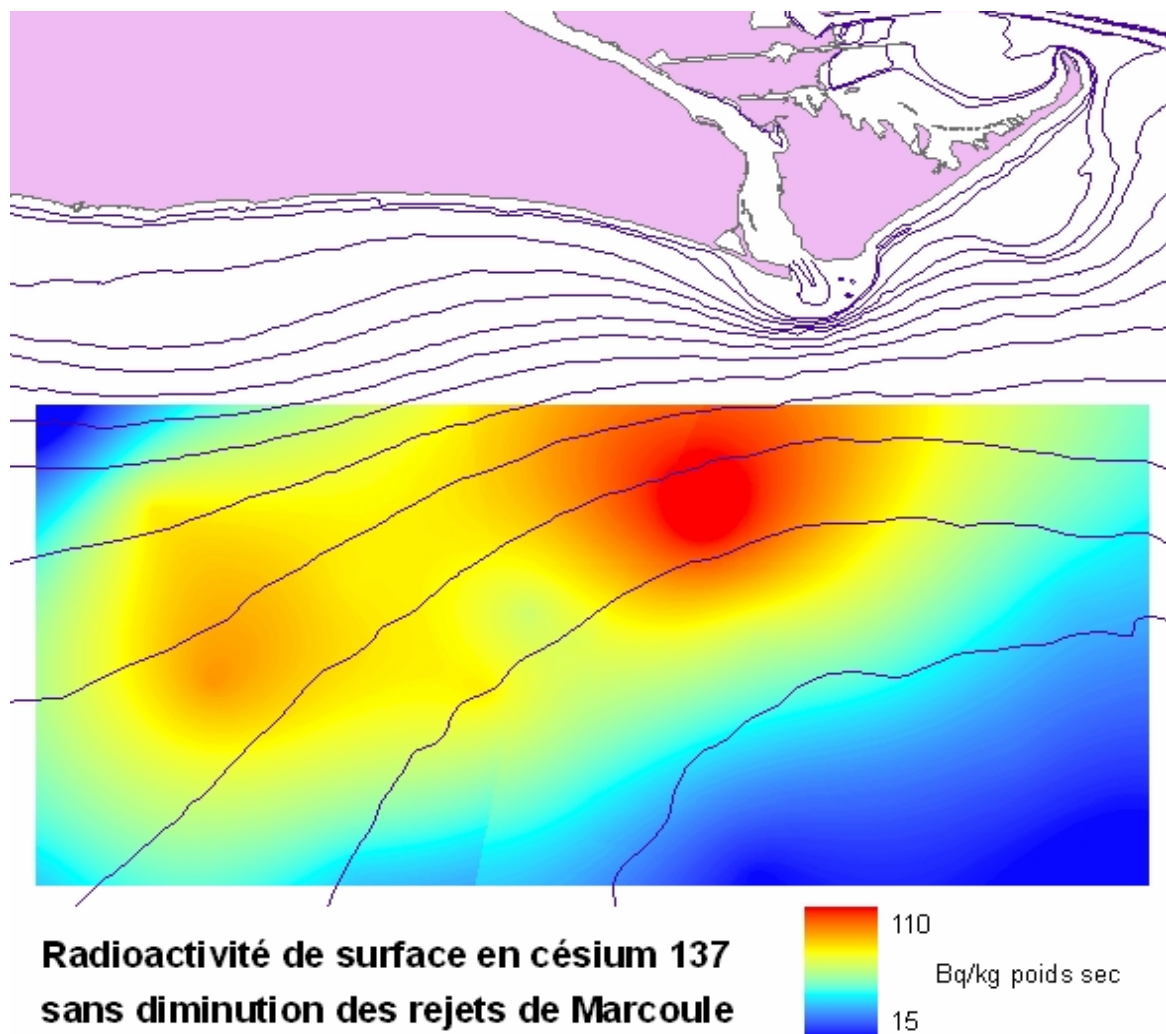 Radioactivité de surface en césium 137
sans diminution des rejets de Marcoule
110
Bq/kg poids sec
15